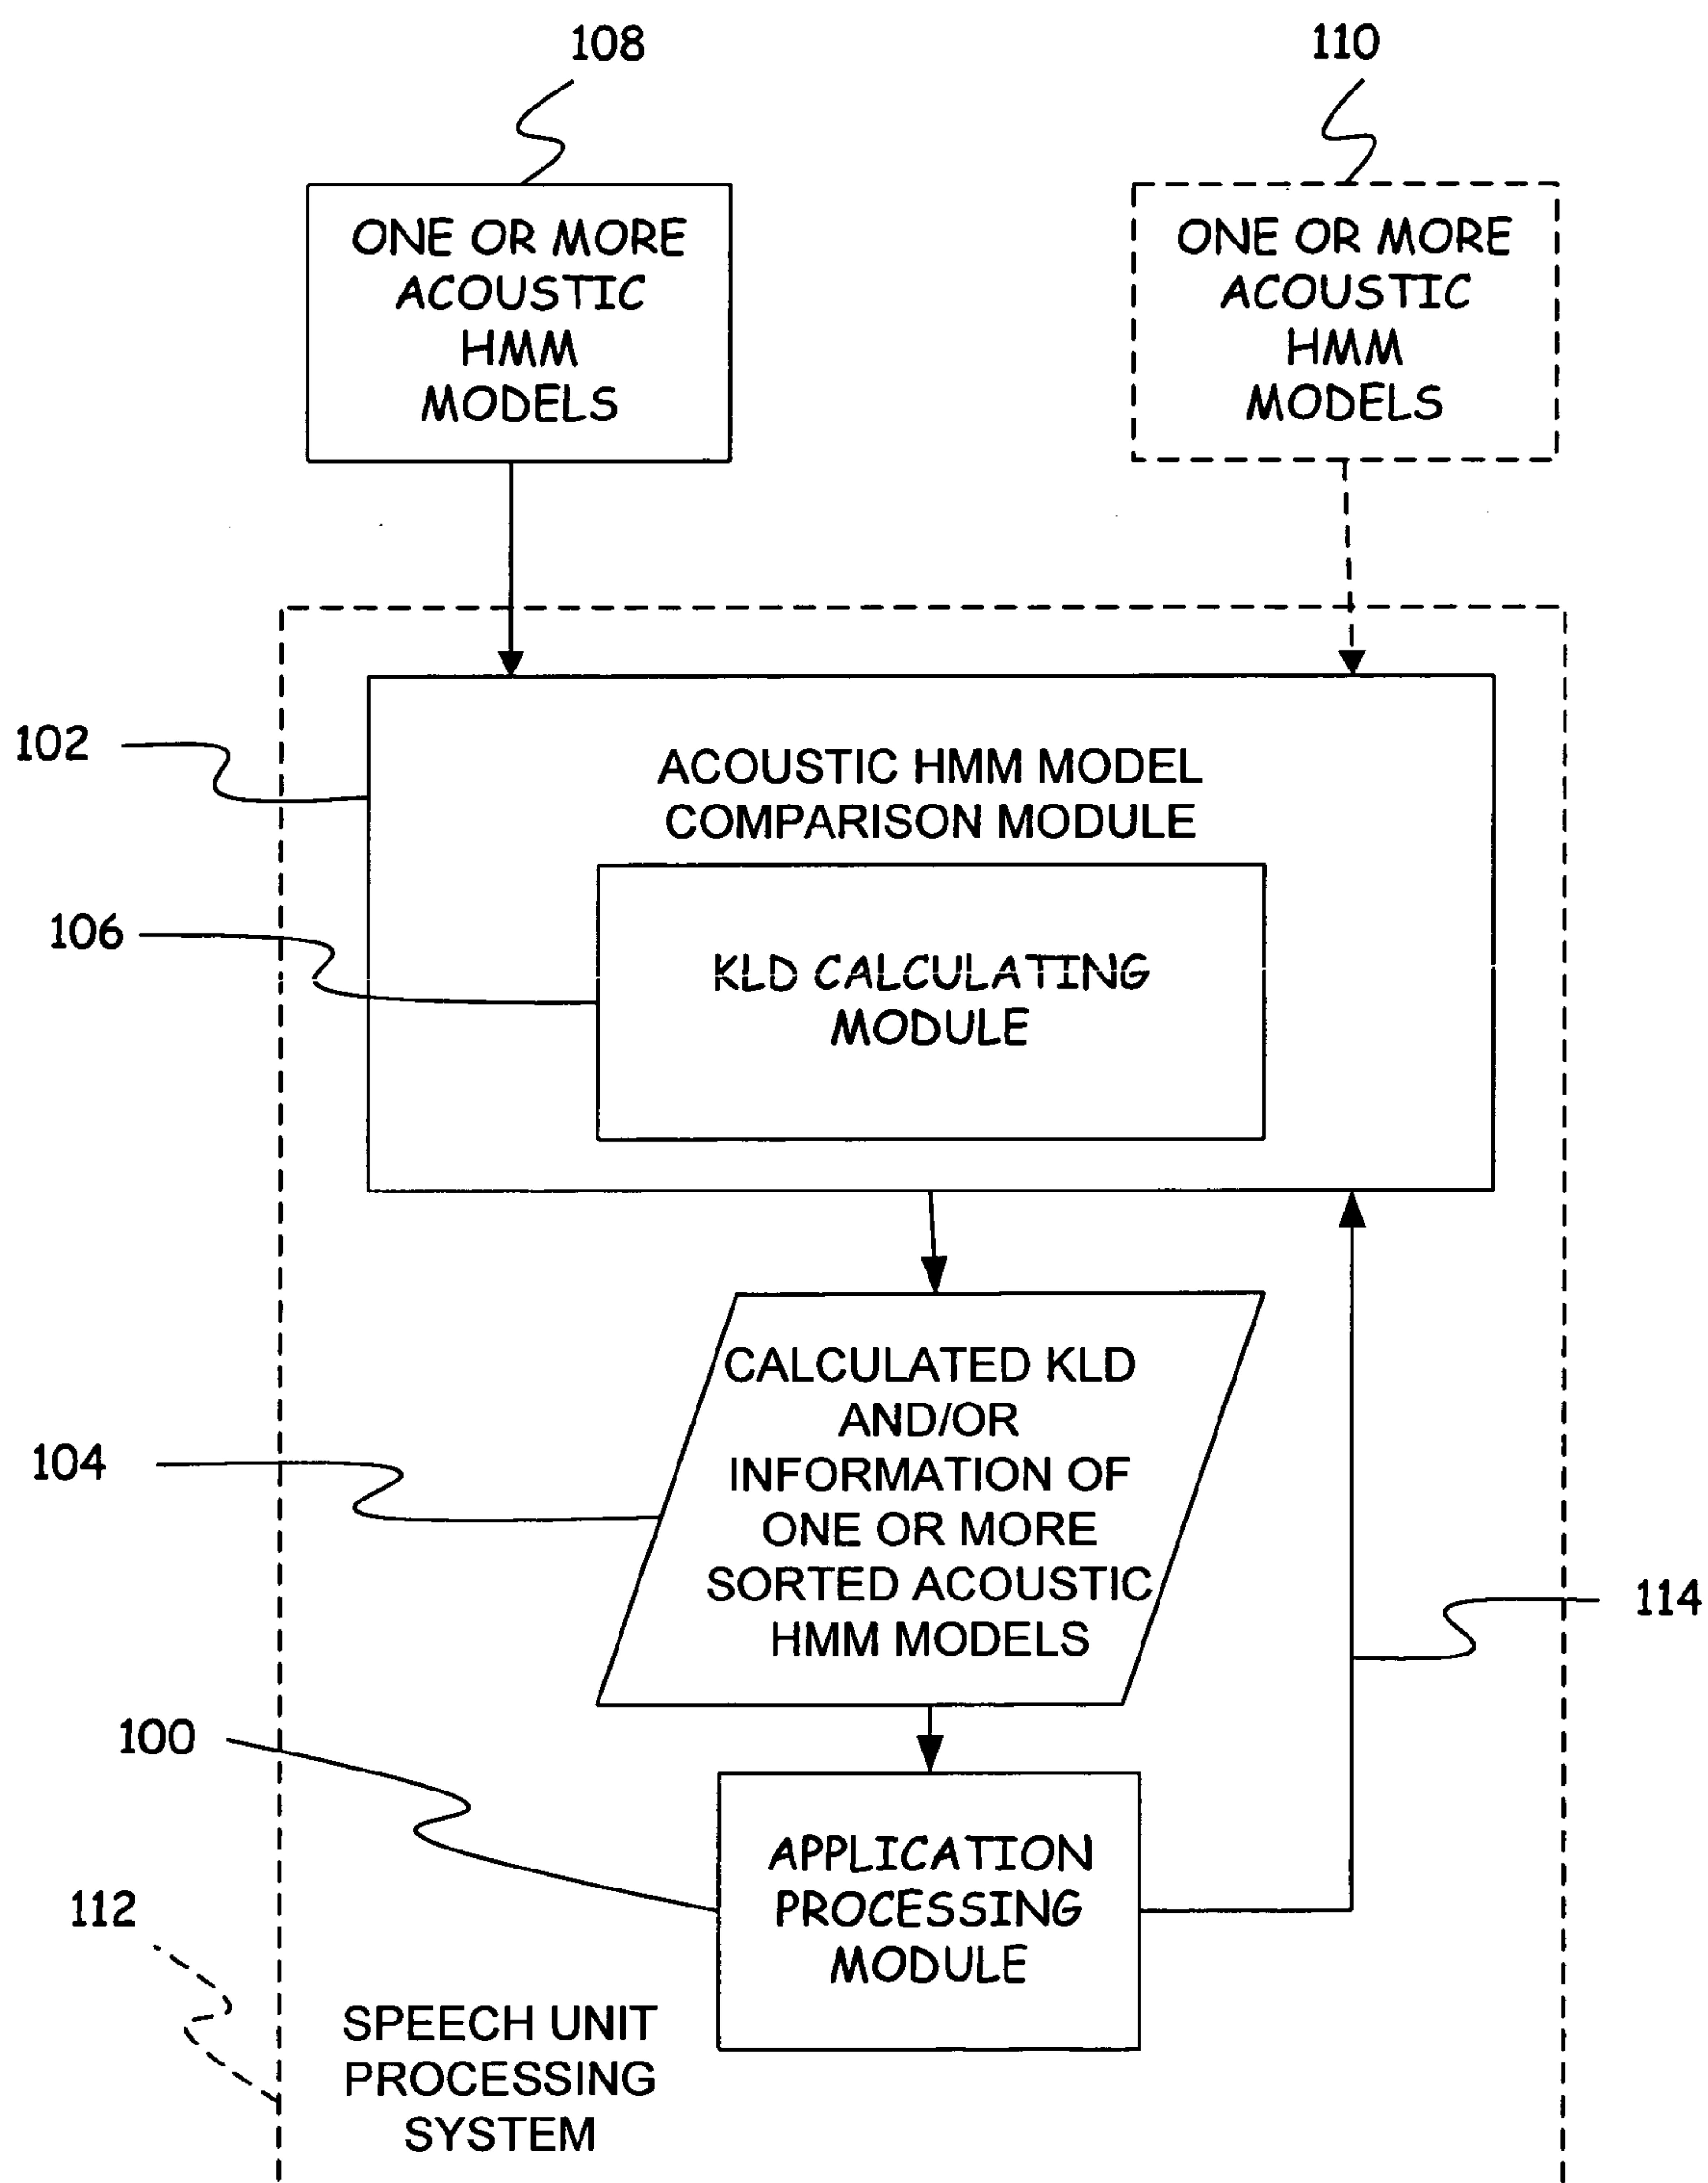 108
110
ONE OR MORE
ACOUSTIC
HMM
MODELS
ONE OR MORE
ACOUSTIC
HMM
MODELS
102
ACOUSTIC HMM MODEL
COMPARISON MODULE
106
KLD CALCULATING
MODULE
104
CALCULATED KLD
AND/OR
INFORMATION OF
ONE OR MORE
SORTED ACOUSTIC
HMM MODELS
114
100
APPLICATION
PROCESSING
MODULE
112
SPEECH UNIT
PROCESSING
SYSTEM